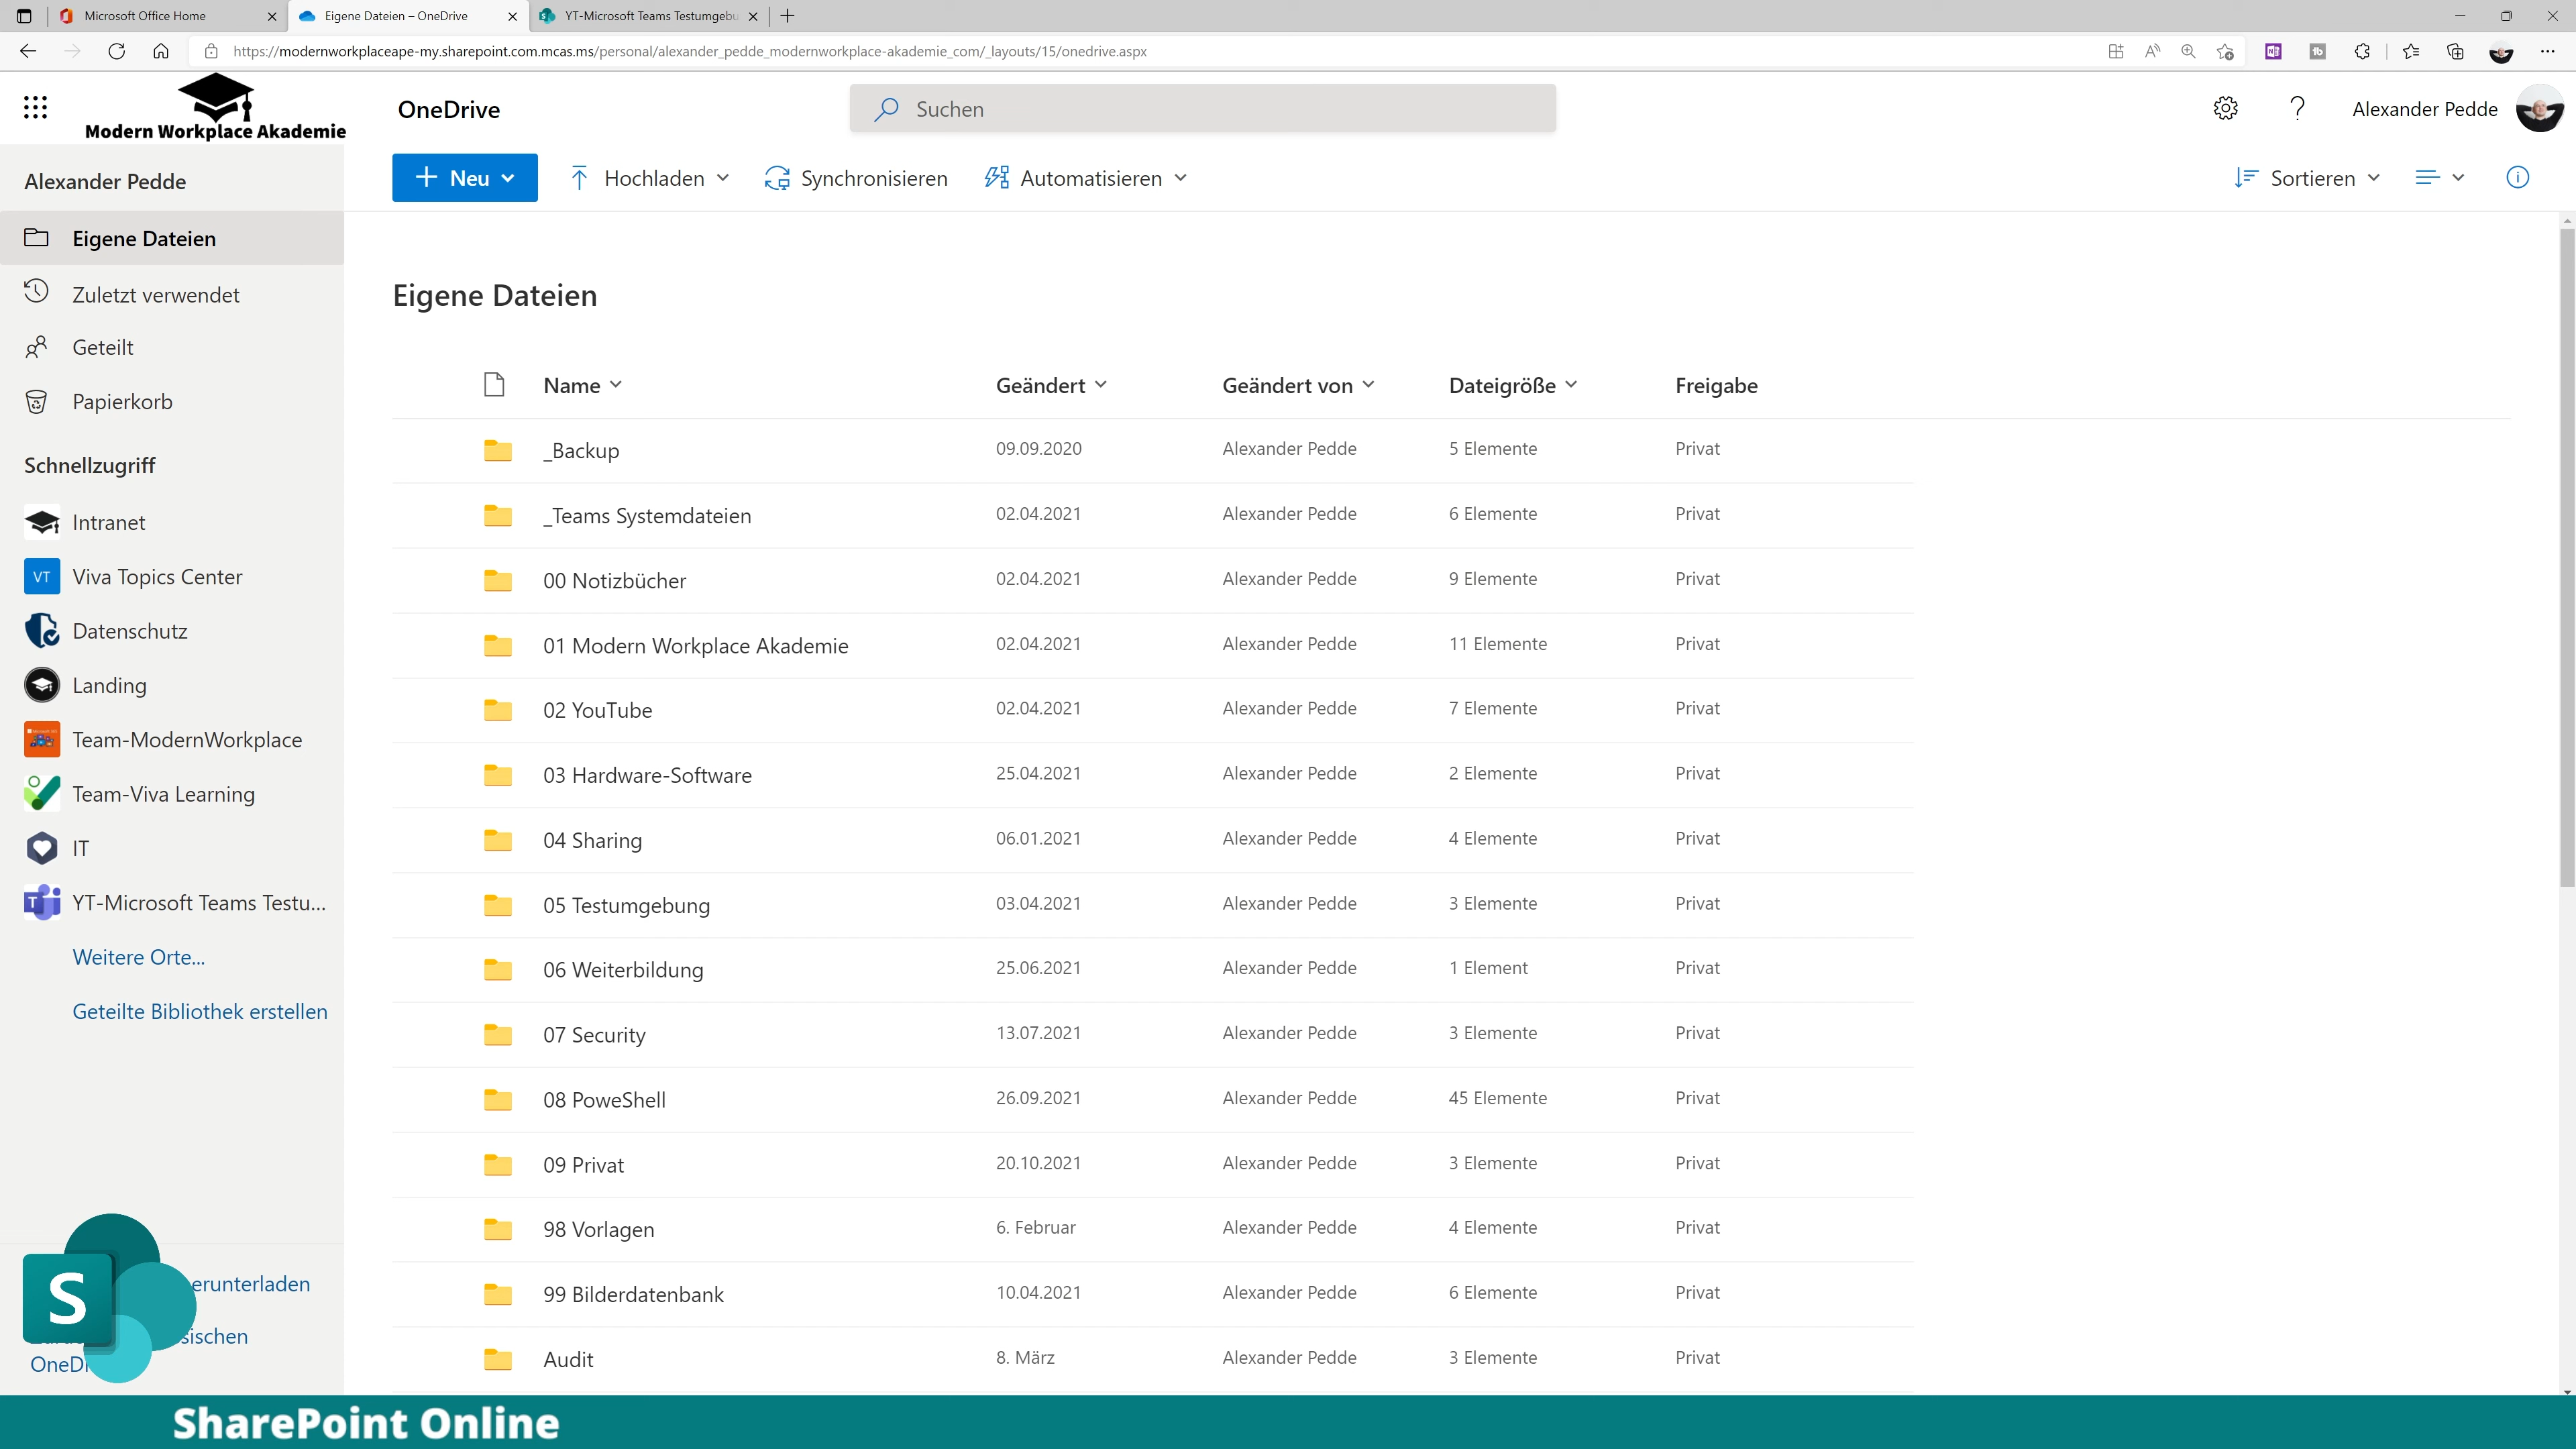 Microsoft Office Home
Eigene Dateien – OneDrive
YT-Microsoft Teams Testumgebu
https://modernworkplaceape-my.sharepoint.com.mcas.ms/personal/alexander_pedde_modernworkplace-akademie_com/_layouts/15/onedrive.aspx
Modern Workplace Akademie
OneDrive
Suchen
Alexander Pedde
Alexander Pedde
Neu
Hochladen
Synchronisieren
Automatisieren
Sortieren
Eigene Dateien
Zuletzt verwendet
Geteilt
Papierkorb
Schnellzugriff
Intranet
VT Viva Topics Center
Datenschutz
Landing
Team-ModernWorkplace
Team-Viva Learning
IT
YT-Microsoft Teams Testu...
Weitere Orte...
Geteilte Bibliothek erstellen
erunterladen
sischen
OneD
Eigene Dateien
Name Geändert Geändert von Dateigröße Freigabe
_Backup 09.09.2020 Alexander Pedde 5 Elemente Privat
_Teams Systemdateien 02.04.2021 Alexander Pedde 6 Elemente Privat
00 Notizbücher 02.04.2021 Alexander Pedde 9 Elemente Privat
01 Modern Workplace Akademie 02.04.2021 Alexander Pedde 11 Elemente Privat
02 YouTube 02.04.2021 Alexander Pedde 7 Elemente Privat
03 Hardware-Software 25.04.2021 Alexander Pedde 2 Elemente Privat
04 Sharing 06.01.2021 Alexander Pedde 4 Elemente Privat
05 Testumgebung 03.04.2021 Alexander Pedde 3 Elemente Privat
06 Weiterbildung 25.06.2021 Alexander Pedde 1 Element Privat
07 Security 13.07.2021 Alexander Pedde 3 Elemente Privat
08 PoweShell 26.09.2021 Alexander Pedde 45 Elemente Privat
09 Privat 20.10.2021 Alexander Pedde 3 Elemente Privat
98 Vorlagen 6. Februar Alexander Pedde 4 Elemente Privat
99 Bilderdatenbank 10.04.2021 Alexander Pedde 6 Elemente Privat
Audit 8. März Alexander Pedde 3 Elemente Privat
S
SharePoint Online